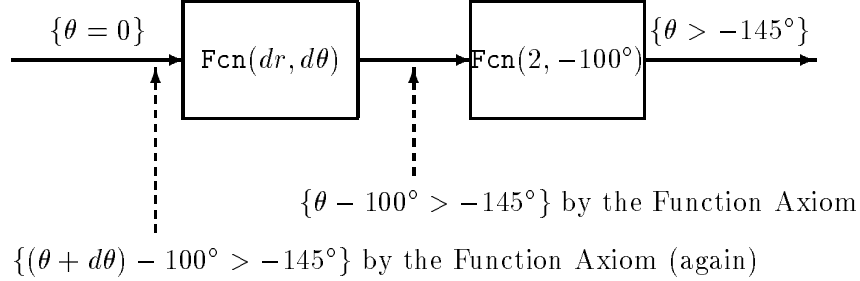 {θ = 0}
{θ > −145°}
Fcn(dr, dθ)
Fcn(2, −100°)
{θ − 100° > −145°} by the Function Axiom
{(θ + dθ) − 100° > −145°} by the Function Axiom (again)